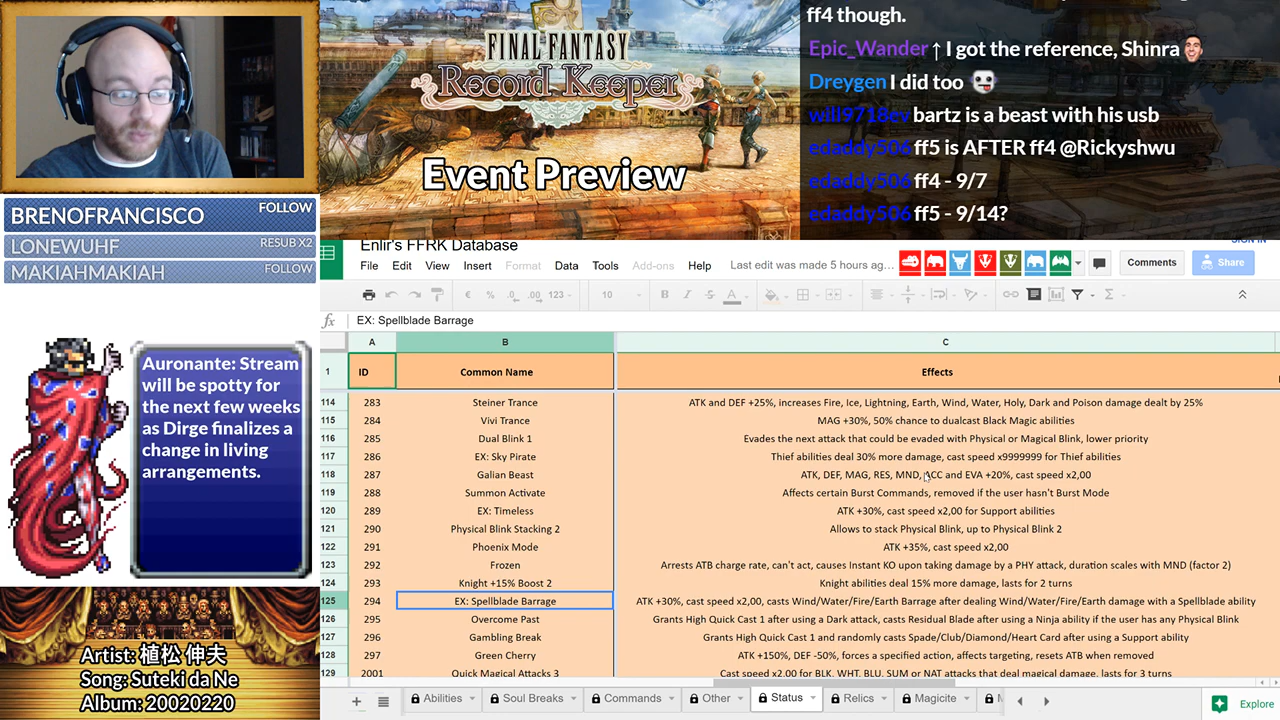 ff4 though.
Epic_Wander ↑ I got the reference, Shinra
Dreygen I did too
will9718ev bartz is a beast with his usb
edaddy506 ff5 is AFTER ff4 @Rickyshwu
edaddy506 ff4 - 9/7
edaddy506 ff5 - 9/14?
FINAL FANTASY
Record Keeper
Event Preview
BRENOFRANCISCO FOLLOW
LONEWUHF RESUB X2
MAKIAHMAKIAH FOLLOW
Auronante: Stream
will be spotty for
the next few weeks
as Dirge finalizes a
change in living
arrangements.
Artist: 植松 伸夫
Song: Suteki da Ne
Album: 20020220
Enlir's FFRK Database
SIGN IN
File Edit View Insert Format Data Tools Add-ons Help Last edit was made 5 hours ag... Comments Share
€ % .0 .00 123 10 B I S A
fx EX: Spellblade Barrage
A B C
1 ID Common Name Effects
114 283 Steiner Trance ATK and DEF +25%, increases Fire, Ice, Lightning, Earth, Wind, Water, Holy, Dark and Poison damage dealt by 25%
115 284 Vivi Trance MAG +30%, 50% chance to dualcast Black Magic abilities
116 285 Dual Blink 1 Evades the next attack that could be evaded with Physical or Magical Blink, lower priority
117 286 EX: Sky Pirate Thief abilities deal 30% more damage, cast speed x9999999 for Thief abilities
118 287 Galian Beast ATK, DEF, MAG, RES, MND, ACC and EVA +20%, cast speed x2,00
119 288 Summon Activate Affects certain Burst Commands, removed if the user hasn't Burst Mode
120 289 EX: Timeless ATK +30%, cast speed x2,00 for Support abilities
121 290 Physical Blink Stacking 2 Allows to stack Physical Blink, up to Physical Blink 2
122 291 Phoenix Mode ATK +35%, cast speed x2,00
123 292 Frozen Arrests ATB charge rate, can't act, causes Instant KO upon taking damage by a PHY attack, duration scales with MND (factor 2)
124 293 Knight +15% Boost 2 Knight abilities deal 15% more damage, lasts for 2 turns
125 294 EX: Spellblade Barrage ATK +30%, cast speed x2,00, casts Wind/Water/Fire/Earth Barrage after dealing Wind/Water/Fire/Earth damage with a Spellblade ability
126 295 Overcome Past Grants High Quick Cast 1 after using a Dark attack, casts Residual Blade after using a Ninja ability if the user has any Physical Blink
127 296 Gambling Break Grants High Quick Cast 1 and randomly casts Spade/Club/Diamond/Heart Card after using a Support ability
128 297 Green Cherry ATK +150%, DEF -50%, forces a specified action, affects targeting, resets ATB when removed
129 2001 Quick Magical Attacks 3 Cast speed x2,00 for BLK, WHT, BLU, SUM or NAT attacks that deal magical damage, lasts for 3 turns
Abilities Soul Breaks Commands Other Status Relics Magicite
Explore